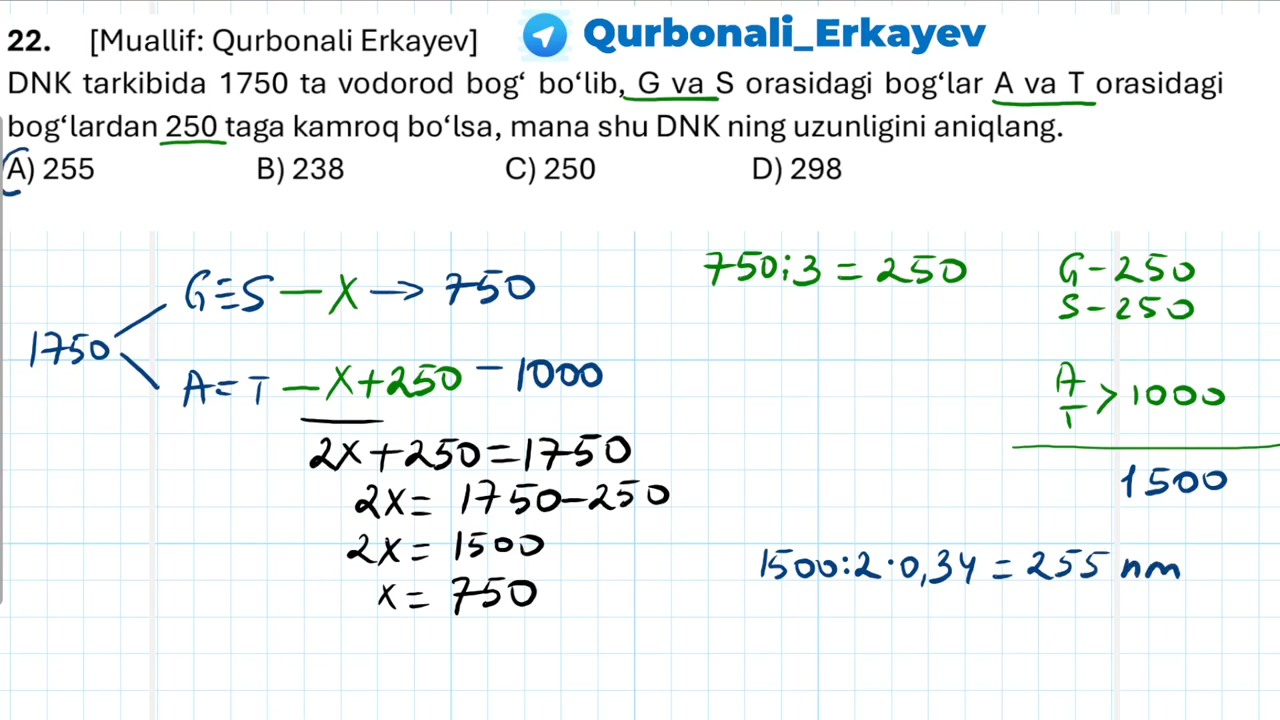 22. [Muallif: Qurbonali Erkayev] Qurbonali_Erkayev
DNK tarkibida 1750 ta vodorod bog‘ bo‘lib, G va S orasidagi bog‘lar A va T orasidagi
bog‘lardan 250 taga kamroq bo‘lsa, mana shu DNK ning uzunligini aniqlang.
A) 255 B) 238 C) 250 D) 298
1750
G≡S – X → 750
A=T – X+250 – 1000
2X+250=1750
2X= 1750–250
2X= 1500
X= 750
750:3=250
G–250
S–250
A
T > 1000
1500
1500:2·0,34=255 nm